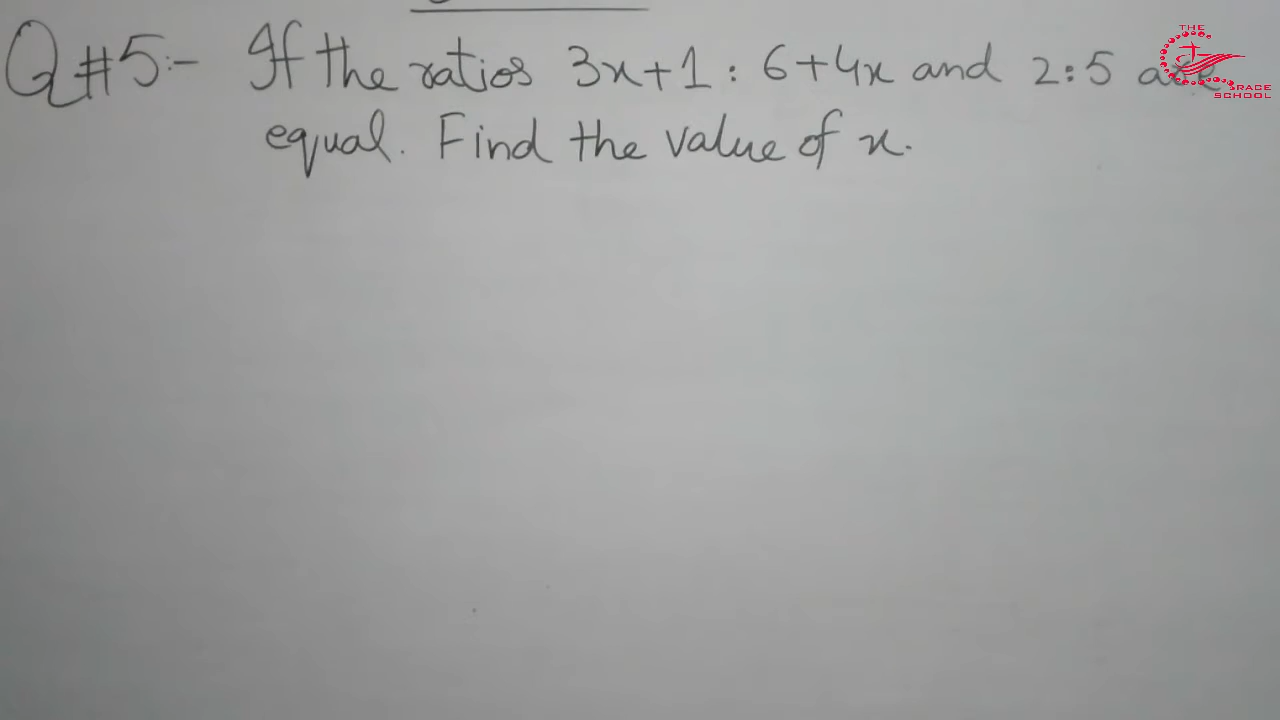 Q#5:- If the ratios 3x+1 : 6+4x and 2:5 are
equal. Find the value of x.
THE
GRACE
SCHOOL